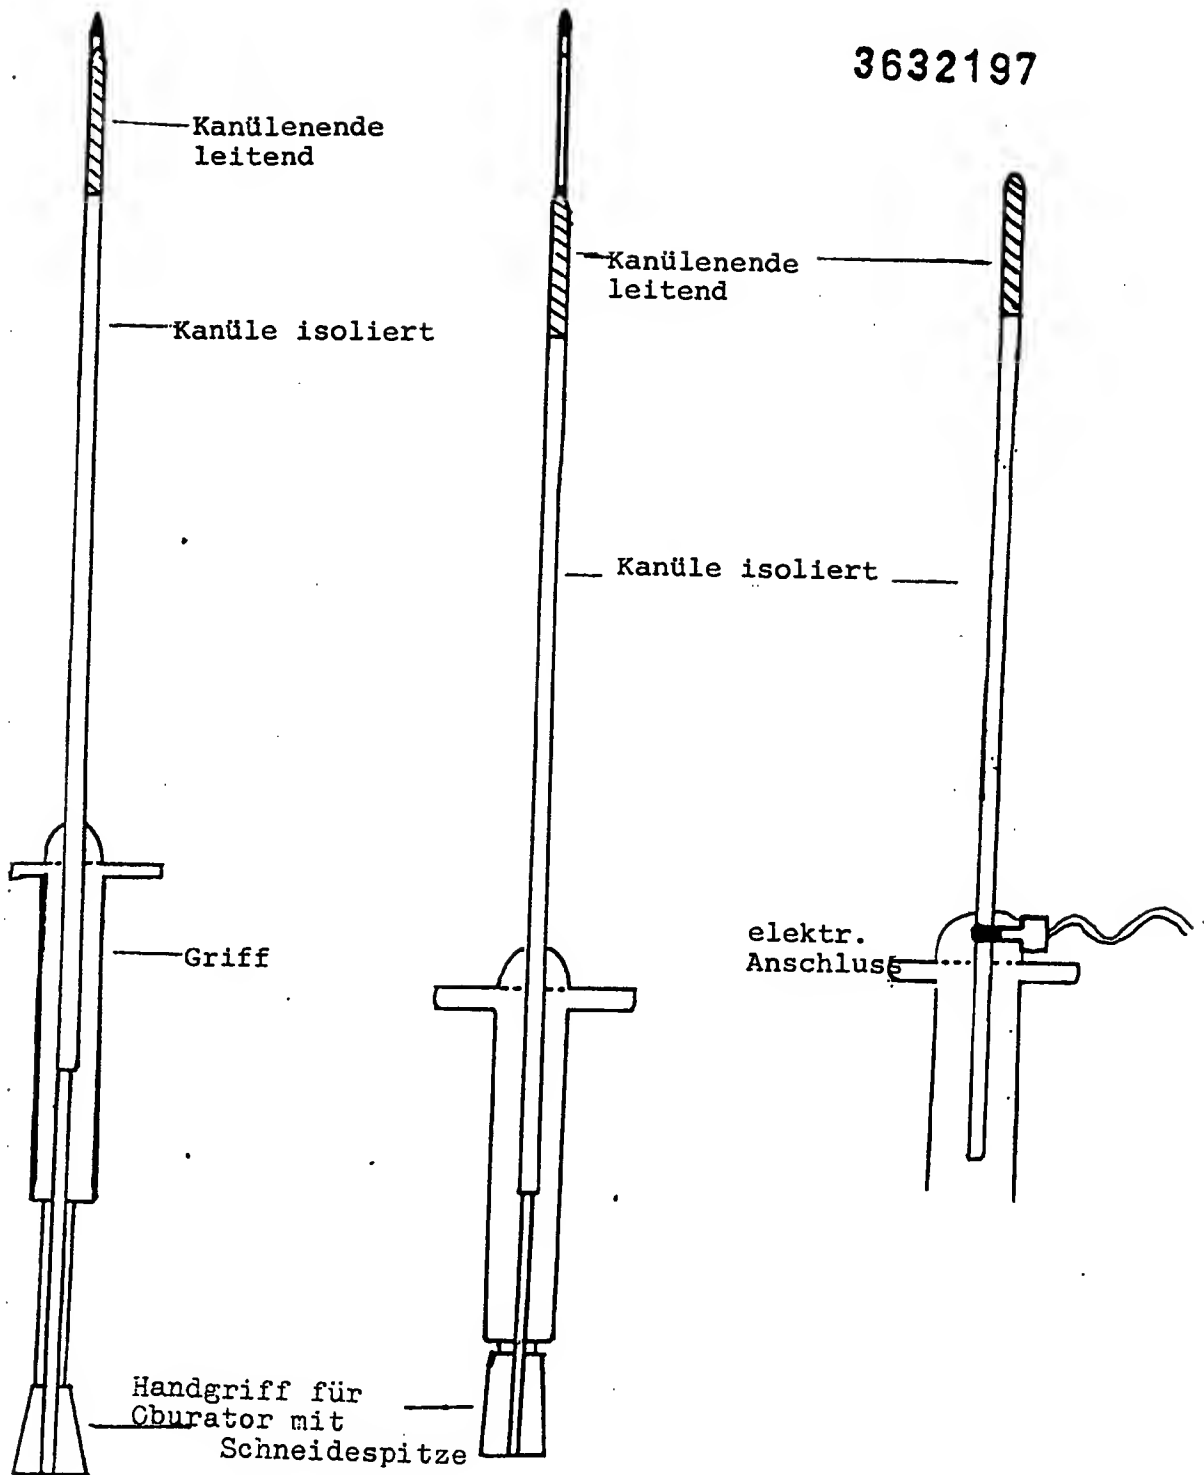 3632197
Kanülenende
leitend
Kanülenende
leitend
Kanüle isoliert
Kanüle isoliert
elektr.
Anschluss
Griff
Handgriff für
Oburator mit
Schneidespitze